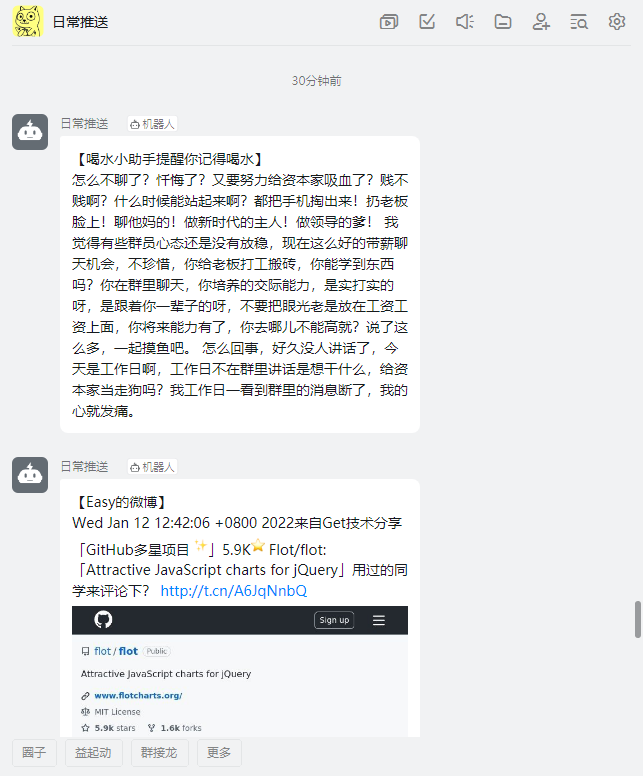 日常推送
30分钟前
日常推送 机器人
【喝水小助手提醒你记得喝水】
怎么不聊了？忏悔了？又要努力给资本家吸血了？贱不
贱啊？什么时候能站起来啊？都把手机掏出来！扔老板
脸上！聊他妈的！做新时代的主人！做领导的爹！ 我
觉得有些群员心态还是没有放稳，现在这么好的带薪聊
天机会，不珍惜，你给老板打工搬砖，你能学到东西
吗？你在群里聊天，你培养的交际能力，是实打实的
呀，是跟着你一辈子的呀，不要把眼光老是放在工资工
资上面，你将来能力有了，你去哪儿不能高就？说了这
么多，一起摸鱼吧。 怎么回事，好久没人讲话了，今
天是工作日啊，工作日不在群里讲话是想干什么，给资
本家当走狗吗？我工作日一看到群里的消息断了，我的
心就发痛。
日常推送 机器人
【Easy的微博】
Wed Jan 12 12:42:06 +0800 2022来自Get技术分享
「GitHub多星项目 ✨」5.9K⭐ Flot/flot:
「Attractive JavaScript charts for jQuery」用过的同
学来评论下？ http://t.cn/A6JqNnbQ
Sign up
flot/flot Public
Attractive JavaScript charts for jQuery
www.flotcharts.org/
MIT License
5.9k stars 1.6k forks
圈子 益起动 群接龙 更多